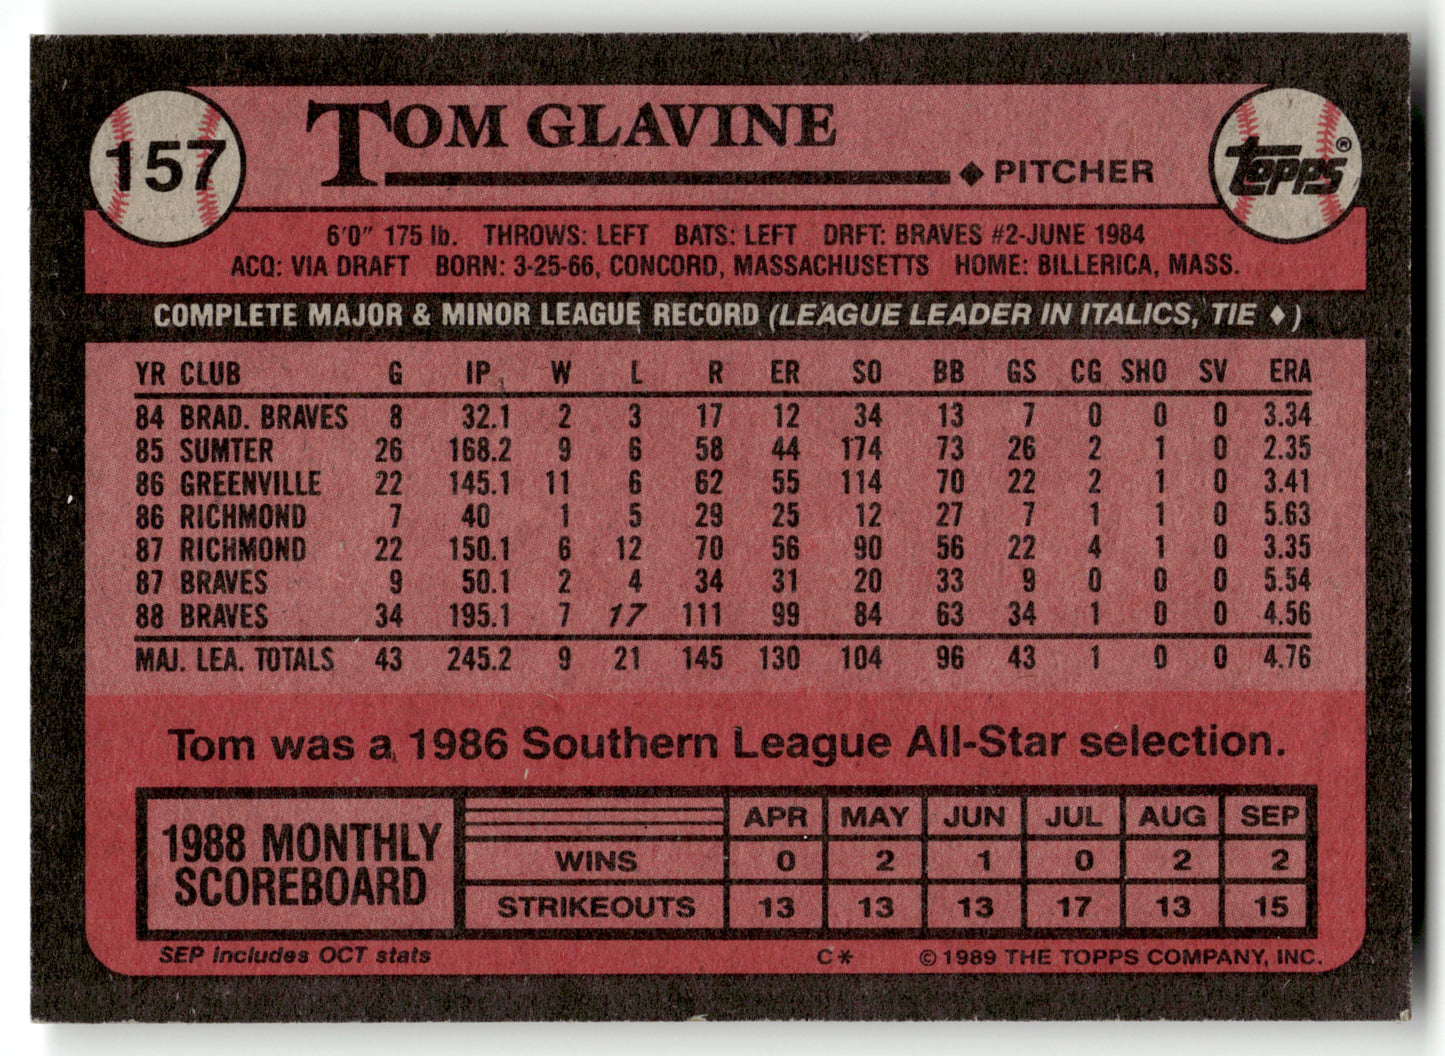 157
TOM GLAVINE
◆ PITCHER
topps®
6'0" 175 lb. THROWS: LEFT BATS: LEFT DRFT: BRAVES #2-JUNE 1984
ACQ: VIA DRAFT BORN: 3-25-66, CONCORD, MASSACHUSETTS HOME: BILLERICA, MASS.
COMPLETE MAJOR & MINOR LEAGUE RECORD (LEAGUE LEADER IN ITALICS, TIE ♦)
YR CLUB G IP W L R ER SO BB GS CG SHO SV ERA
84 BRAD. BRAVES 8 32.1 2 3 17 12 34 13 7 0 0 0 3.34
85 SUMTER 26 168.2 9 6 58 44 174 73 26 2 1 0 2.35
86 GREENVILLE 22 145.1 11 6 62 55 114 70 22 2 1 0 3.41
86 RICHMOND 7 40 1 5 29 25 12 27 7 1 1 0 5.63
87 RICHMOND 22 150.1 6 12 70 56 90 56 22 4 1 0 3.35
87 BRAVES 9 50.1 2 4 34 31 20 33 9 0 0 0 5.54
88 BRAVES 34 195.1 7 17 111 99 84 63 34 1 0 0 4.56
MAJ. LEA. TOTALS 43 245.2 9 21 145 130 104 96 43 1 0 0 4.76
Tom was a 1986 Southern League All-Star selection.
1988 MONTHLY
SCOREBOARD
APR MAY JUN JUL AUG SEP
WINS 0 2 1 0 2 2
STRIKEOUTS 13 13 13 17 13 15
SEP includes OCT stats
C* © 1989 THE TOPPS COMPANY, INC.